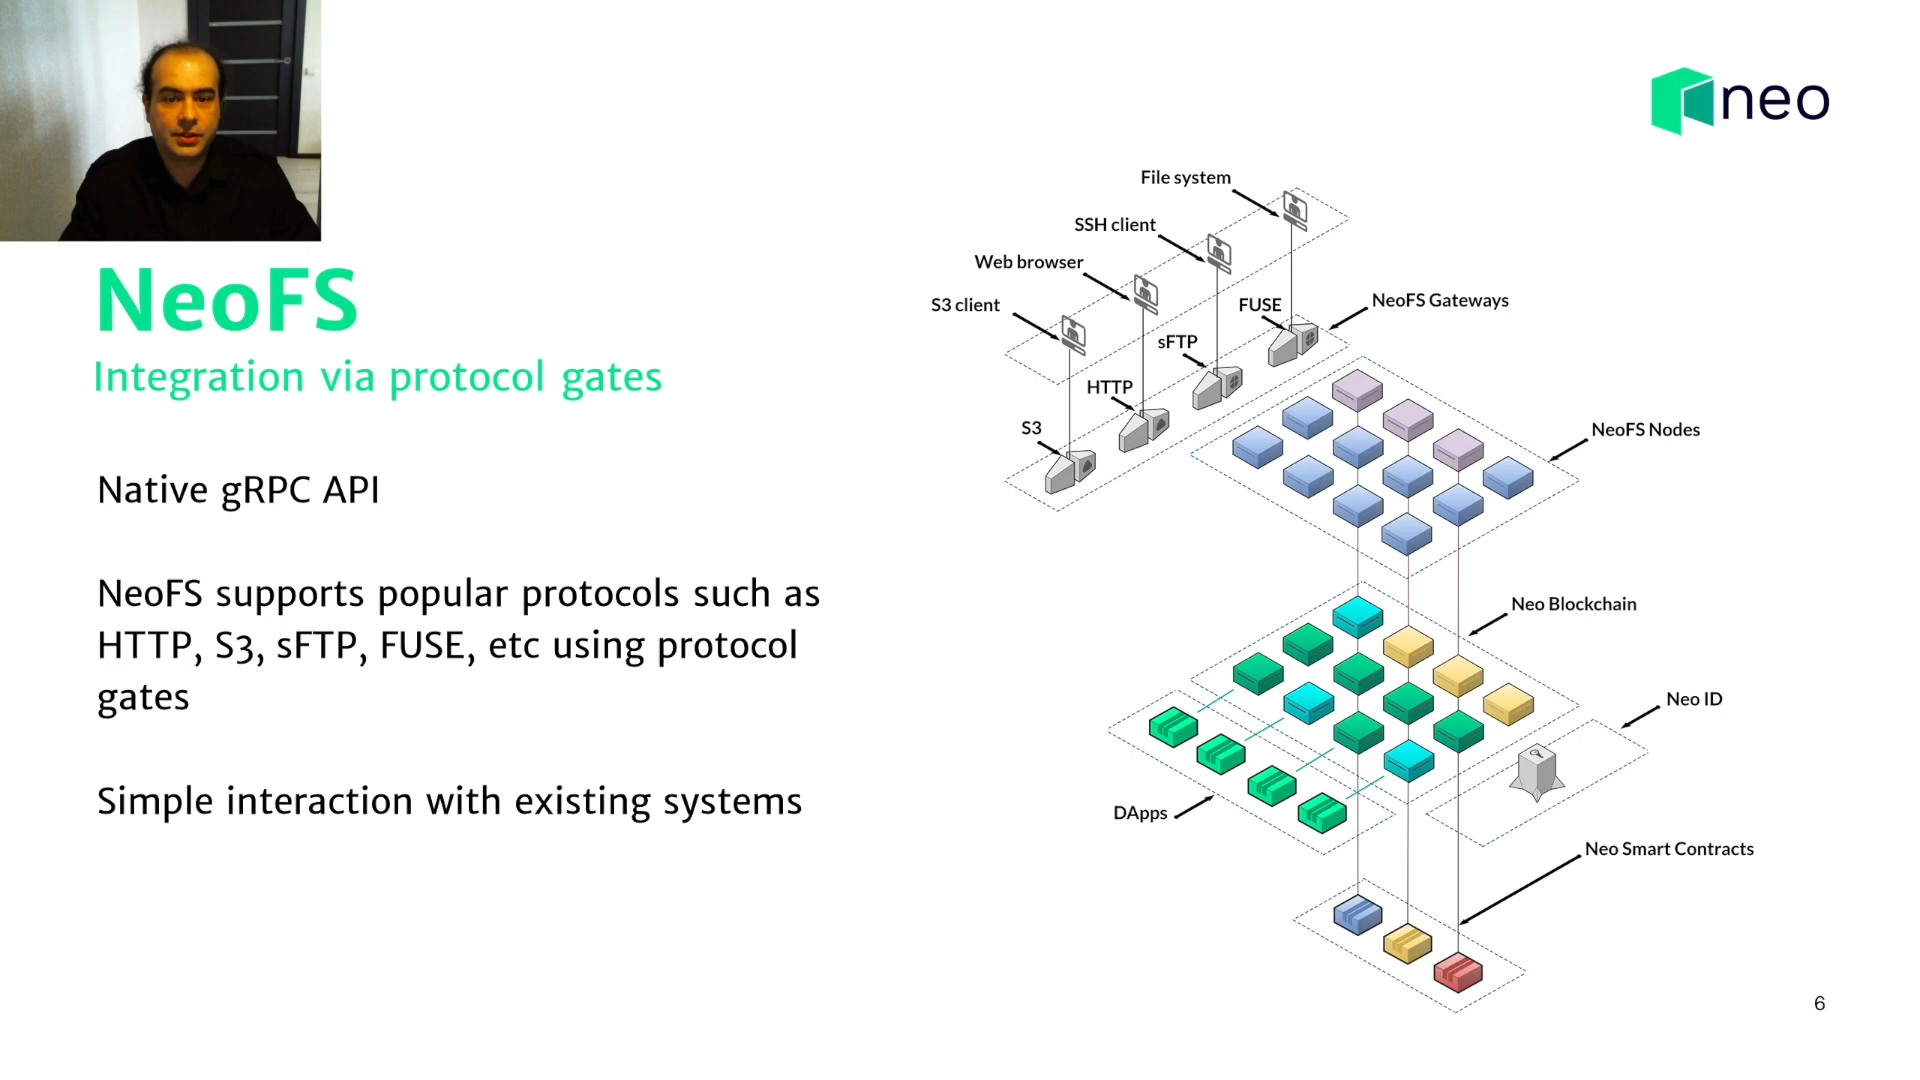 neo
NeoFS
Integration via protocol gates
Native gRPC API
NeoFS supports popular protocols such as
HTTP, S3, sFTP, FUSE, etc using protocol
gates
Simple interaction with existing systems
File system
SSH client
Web browser
S3 client
FUSE
NeoFS Gateways
sFTP
HTTP
S3
NeoFS Nodes
Neo Blockchain
Neo ID
DApps
Neo Smart Contracts
6